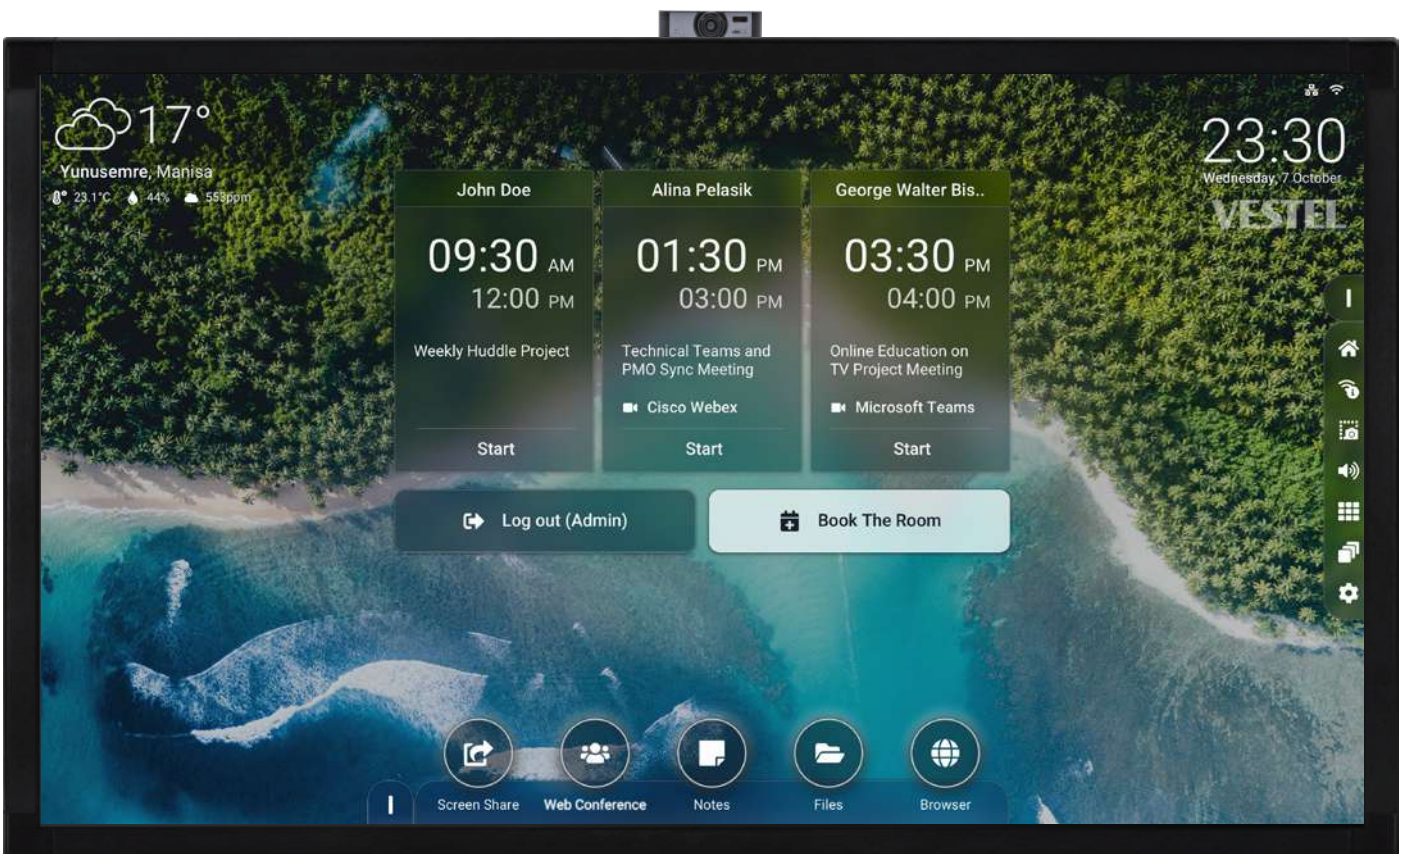 17°
Yunusemre, Manisa
23.1°C 44% 553ppm
23:30
Wednesday, 7 October
VESTEL
John Doe
09:30 AM
12:00 PM
Weekly Huddle Project
Start
Alina Pelasik
01:30 PM
03:00 PM
Technical Teams and
PMO Sync Meeting
Cisco Webex
Start
George Walter Bis..
03:30 PM
04:00 PM
Online Education on
TV Project Meeting
Microsoft Teams
Start
Log out (Admin)
Book The Room
Screen Share
Web Conference
Notes
Files
Browser